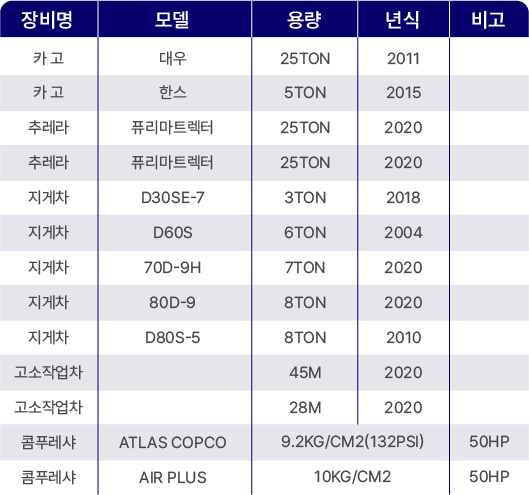 장비명 모델 용량 년식 비고
카 고 대우 25TON 2011
카 고 한스 5TON 2015
추레라 퓨리마트렉터 25TON 2020
추레라 퓨리마트렉터 25TON 2020
지게차 D30SE-7 3TON 2018
지게차 D60S 6TON 2004
지게차 70D-9H 7TON 2020
지게차 80D-9 8TON 2020
지게차 D80S-5 8TON 2010
고소작업차 45M 2020
고소작업차 28M 2020
콤푸레샤 ATLAS COPCO 9.2KG/CM2(132PSI) 50HP
콤푸레샤 AIR PLUS 10KG/CM2 50HP